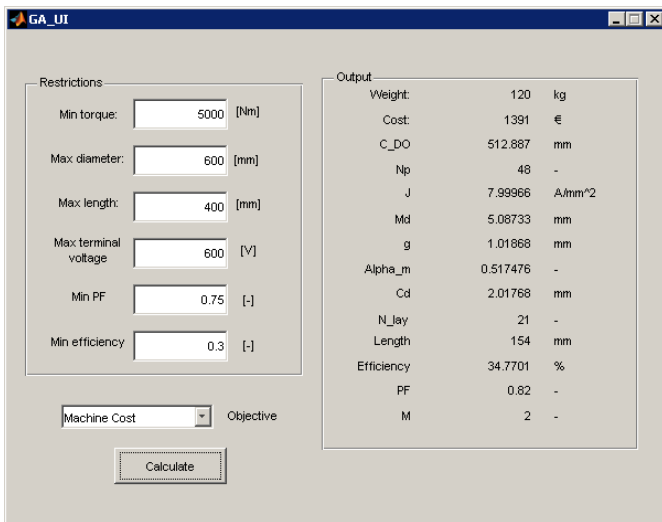 GA_UI
Restrictions
Min torque: 5000 [Nm]
Max diameter: 600 [mm]
Max length: 400 [mm]
Max terminal
voltage 600 [V]
Min PF 0.75 [-]
Min efficiency 0.3 [-]
Machine Cost Objective
Calculate
Output
Weight: 120 kg
Cost: 1391 €
C_DO 512.887 mm
Np 48 -
J 7.99966 A/mm^2
Md 5.08733 mm
g 1.01868 mm
Alpha_m 0.517476 -
Cd 2.01768 mm
N_lay 21 -
Length 154 mm
Efficiency 34.7701 %
PF 0.82 -
M 2 -